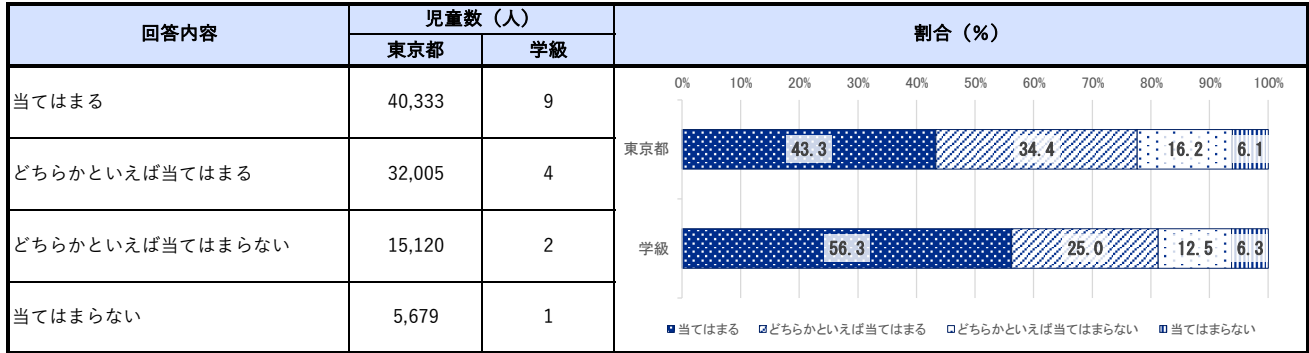 回答内容 児童数（人） 割合（%）
東京都 学級
当てはまる 40,333 9
どちらかといえば当てはまる 32,005 4
どちらかといえば当てはまらない 15,120 2
当てはまらない 5,679 1
0% 10% 20% 30% 40% 50% 60% 70% 80% 90% 100%
東京都 43.3 34.4 16.2 6.1
学級 56.3 25.0 12.5 6.3
当てはまる どちらかといえば当てはまる どちらかといえば当てはまらない 当てはまらない